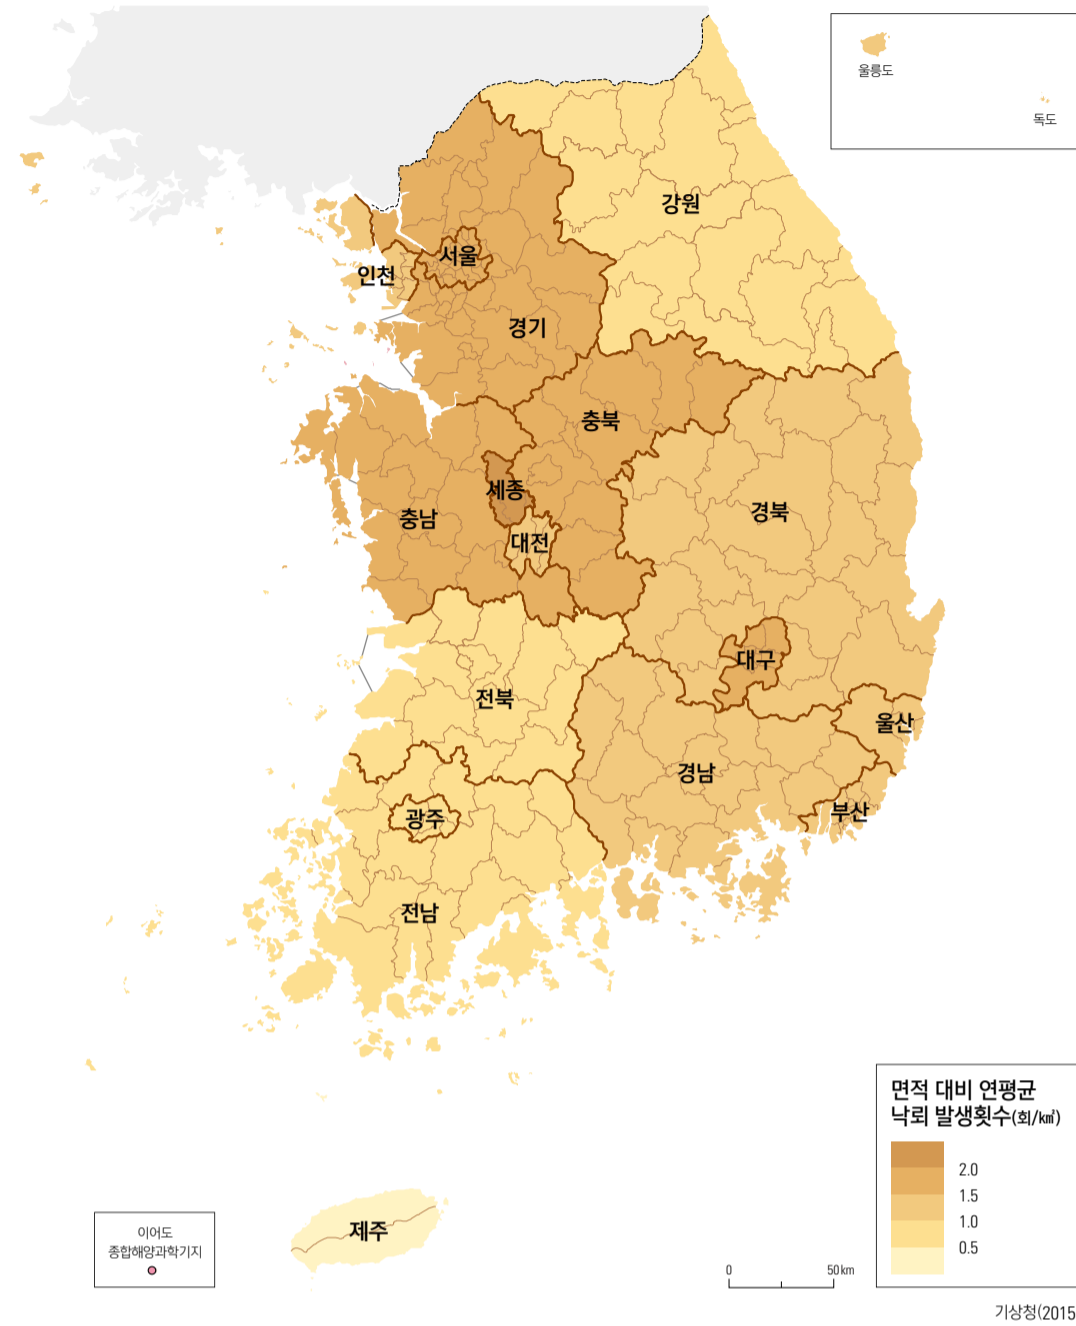 울릉도
독도
강원
서울
인천
경기
충북
세종
충남
대전
경북
대구
전북
울산
경남
부산
광주
전남
제주
면적 대비 연평균
낙뢰 발생횟수(회/㎢)
2.0
1.5
1.0
0.5
이어도
종합해양과학기지
0 50㎞
기상청(2015